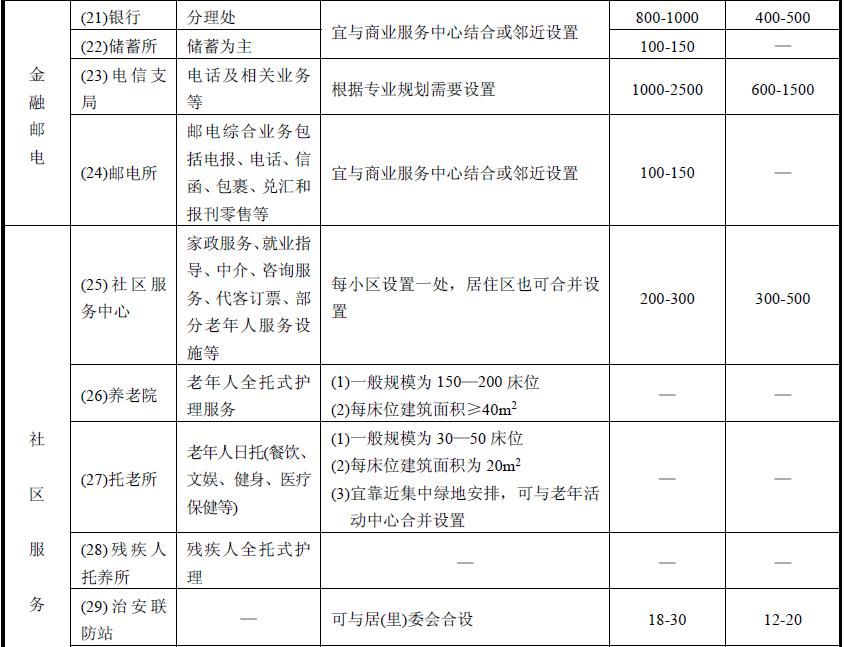 金融邮电
(21)银行
分理处
宜与商业服务中心结合或邻近设置
800-1000
400-500
(22)储蓄所
储蓄为主
100-150
—
(23)电信支
局
电话及相关业务
等
根据专业规划需要设置
1000-2500
600-1500
(24)邮电所
邮电综合业务包
括电报、电话、信
函、包裹、兑汇和
报刊零售等
宜与商业服务中心结合或邻近设置
100-150
—
社区服务
(25)社区服
务中心
家政服务、就业指
导、中介、咨询服
务、代客订票、部
分老年人服务设
施等
每小区设置一处，居住区也可合并设
置
200-300
300-500
(26)养老院
老年人全托式护
理服务
(1)一般规模为 150—200 床位
(2)每床位建筑面积≥40m²
—
—
(27)托老所
老年人日托(餐饮、
文娱、健身、医疗
保健等)
(1)一般规模为 30—50 床位
(2)每床位建筑面积为 20m²
(3)宜靠近集中绿地安排，可与老年活
动中心合并设置
—
—
(28)残疾人
托养所
残疾人全托式护
理
—
—
—
(29)治安联
防站
—
可与居(里)委会合设
18-30
12-20